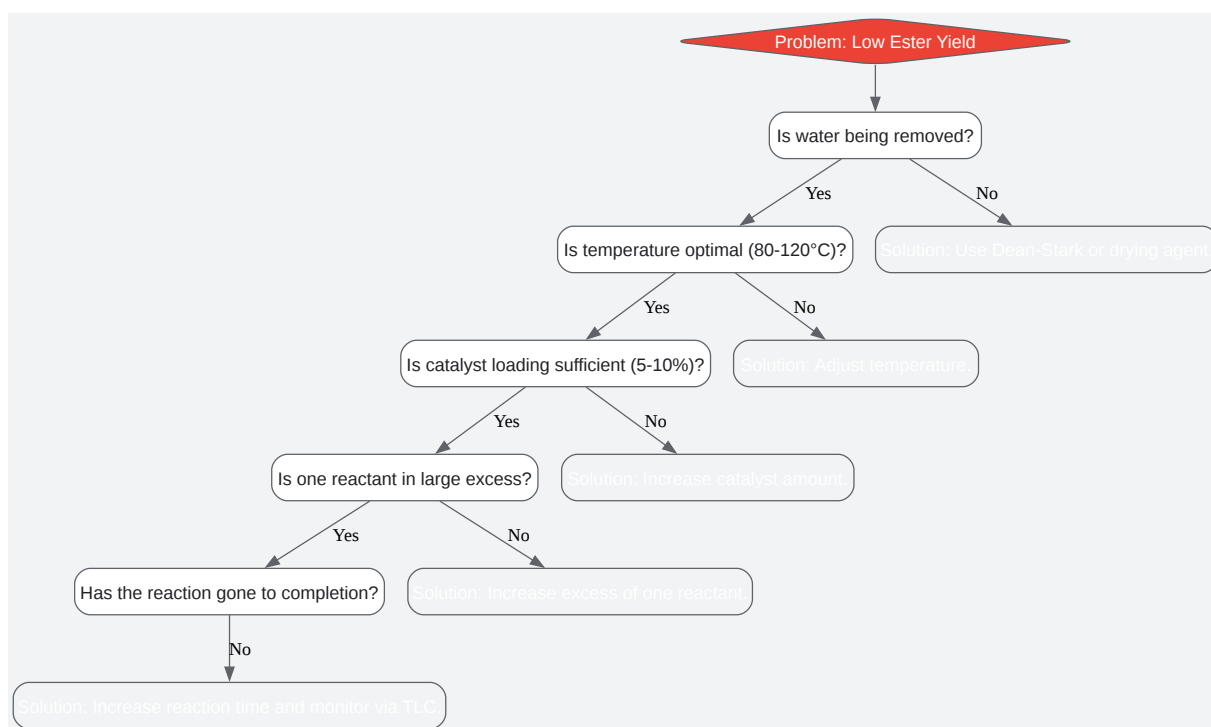 Problem: Low Ester Yield
Is water being removed?
Yes
No
Is temperature optimal (80-120°C)?
Solution: Use Dean-Stark or drying agent.
Yes
No
Is catalyst loading sufficient (5-10%)?
Solution: Adjust temperature.
Yes
No
Is one reactant in large excess?
Solution: Increase catalyst amount.
Yes
No
Has the reaction gone to completion?
Solution: Increase excess of one reactant.
No
Solution: Increase reaction time and monitor via TLC.